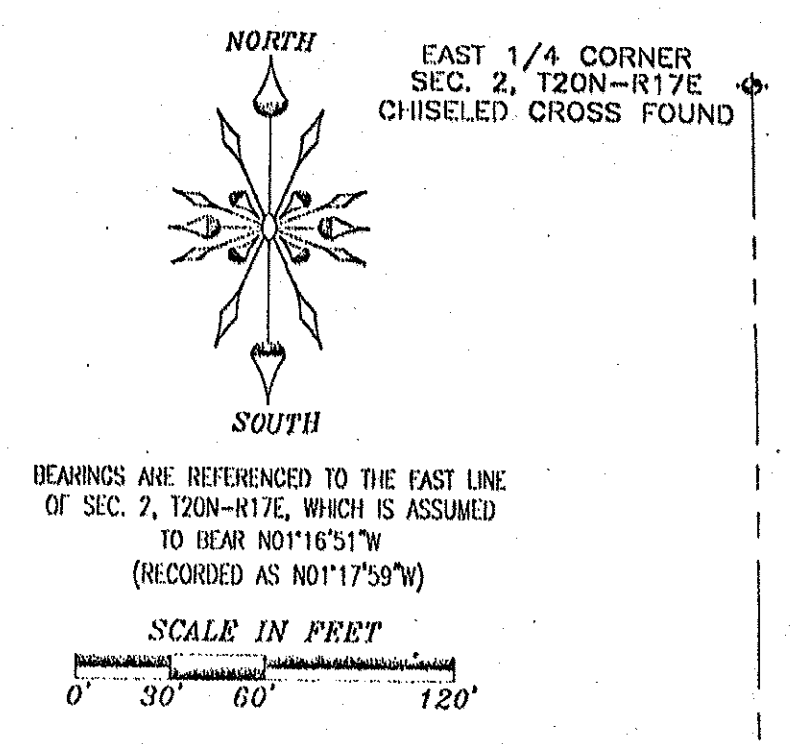 NORTH
EAST 1/4 CORNER
SEC. 2, T20N-R17E
CHISELED CROSS FOUND
SOUTH
BEARINGS ARE REFERENCED TO THE EAST LINE
OF SEC. 2, T20N-R17E, WHICH IS ASSUMED
TO BEAR N01°16'51"W
(RECORDED AS N01°17'59"W)
SCALE IN FEET
0' 30' 60' 120'